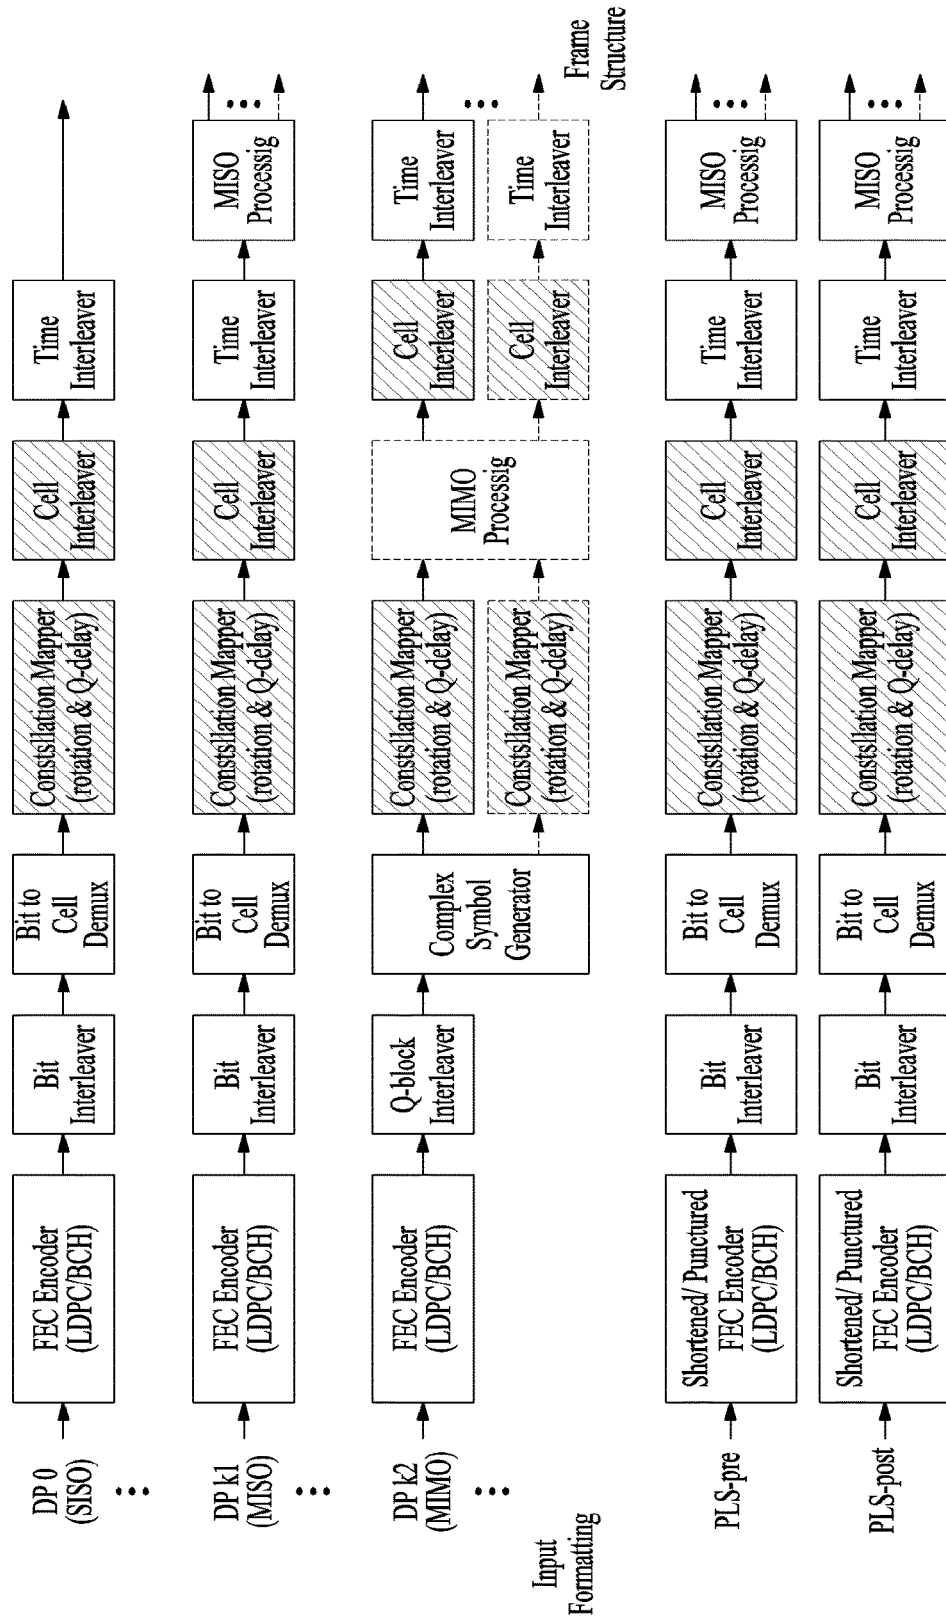 DP 0
(SISO)
FEC Encoder
(LDPC/BCH)
Bit
Interleaver
Bit to
Cell
Demux
Constsllation Mapper
(rotation & Q-delay)
Cell
Interleaver
Time
Interleaver
DP k1
(MISO)
FEC Encoder
(LDPC/BCH)
Bit
Interleaver
Bit to
Cell
Demux
Constsllation Mapper
(rotation & Q-delay)
Cell
Interleaver
Time
Interleaver
MISO
Processig
DP k2
(MIMO)
FEC Encoder
(LDPC/BCH)
Q-block
Interleaver
Complex
Symbol
Generator
Constsllation Mapper
(rotation & Q-delay)
Constsllation Mapper
(rotation & Q-delay)
MIMO
Processig
Cell
Interleaver
Time
Interleaver
Cell
Interleaver
Time
Interleaver
Input
Formatting
Frame
Structure
PLS-pre
Shortened/ Punctured
FEC Encoder
(LDPC/BCH)
Bit
Interleaver
Bit to
Cell
Demux
Constsllation Mapper
(rotation & Q-delay)
Cell
Interleaver
Time
Interleaver
MISO
Processig
PLS-post
Shortened/ Punctured
FEC Encoder
(LDPC/BCH)
Bit
Interleaver
Bit to
Cell
Demux
Constsllation Mapper
(rotation & Q-delay)
Cell
Interleaver
Time
Interleaver
MISO
Processig